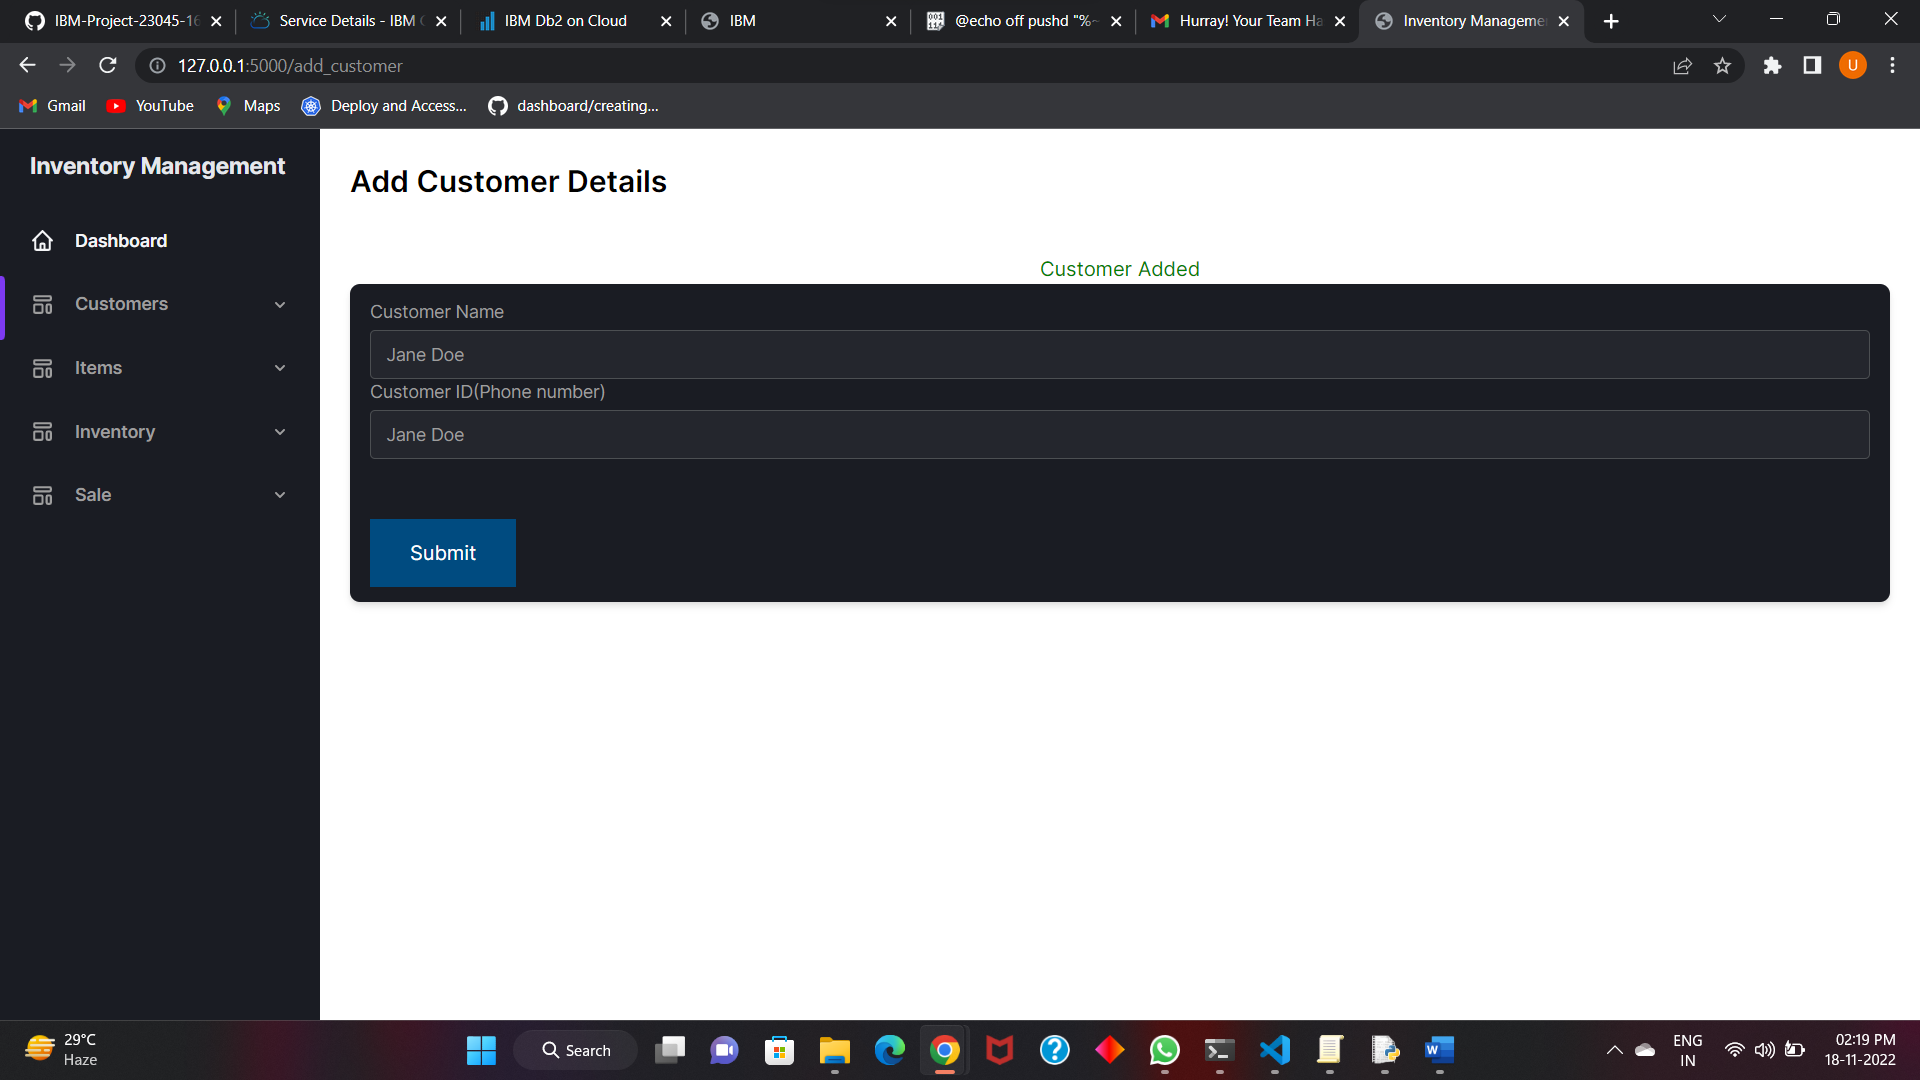 IBM-Project-23045-16
Service Details - IBM C
IBM Db2 on Cloud
IBM
@echo off pushd "%~
Hurray! Your Team Ha
Inventory Manageme
127.0.0.1:5000/add_customer
U
Gmail
YouTube
Maps
Deploy and Access...
dashboard/creating...
Inventory Management
Dashboard
Customers
Items
Inventory
Sale
Add Customer Details
Customer Added
Customer Name
Jane Doe
Customer ID(Phone number)
Jane Doe
Submit
29°C
Haze
Search
ENG
IN
02:19 PM
18-11-2022